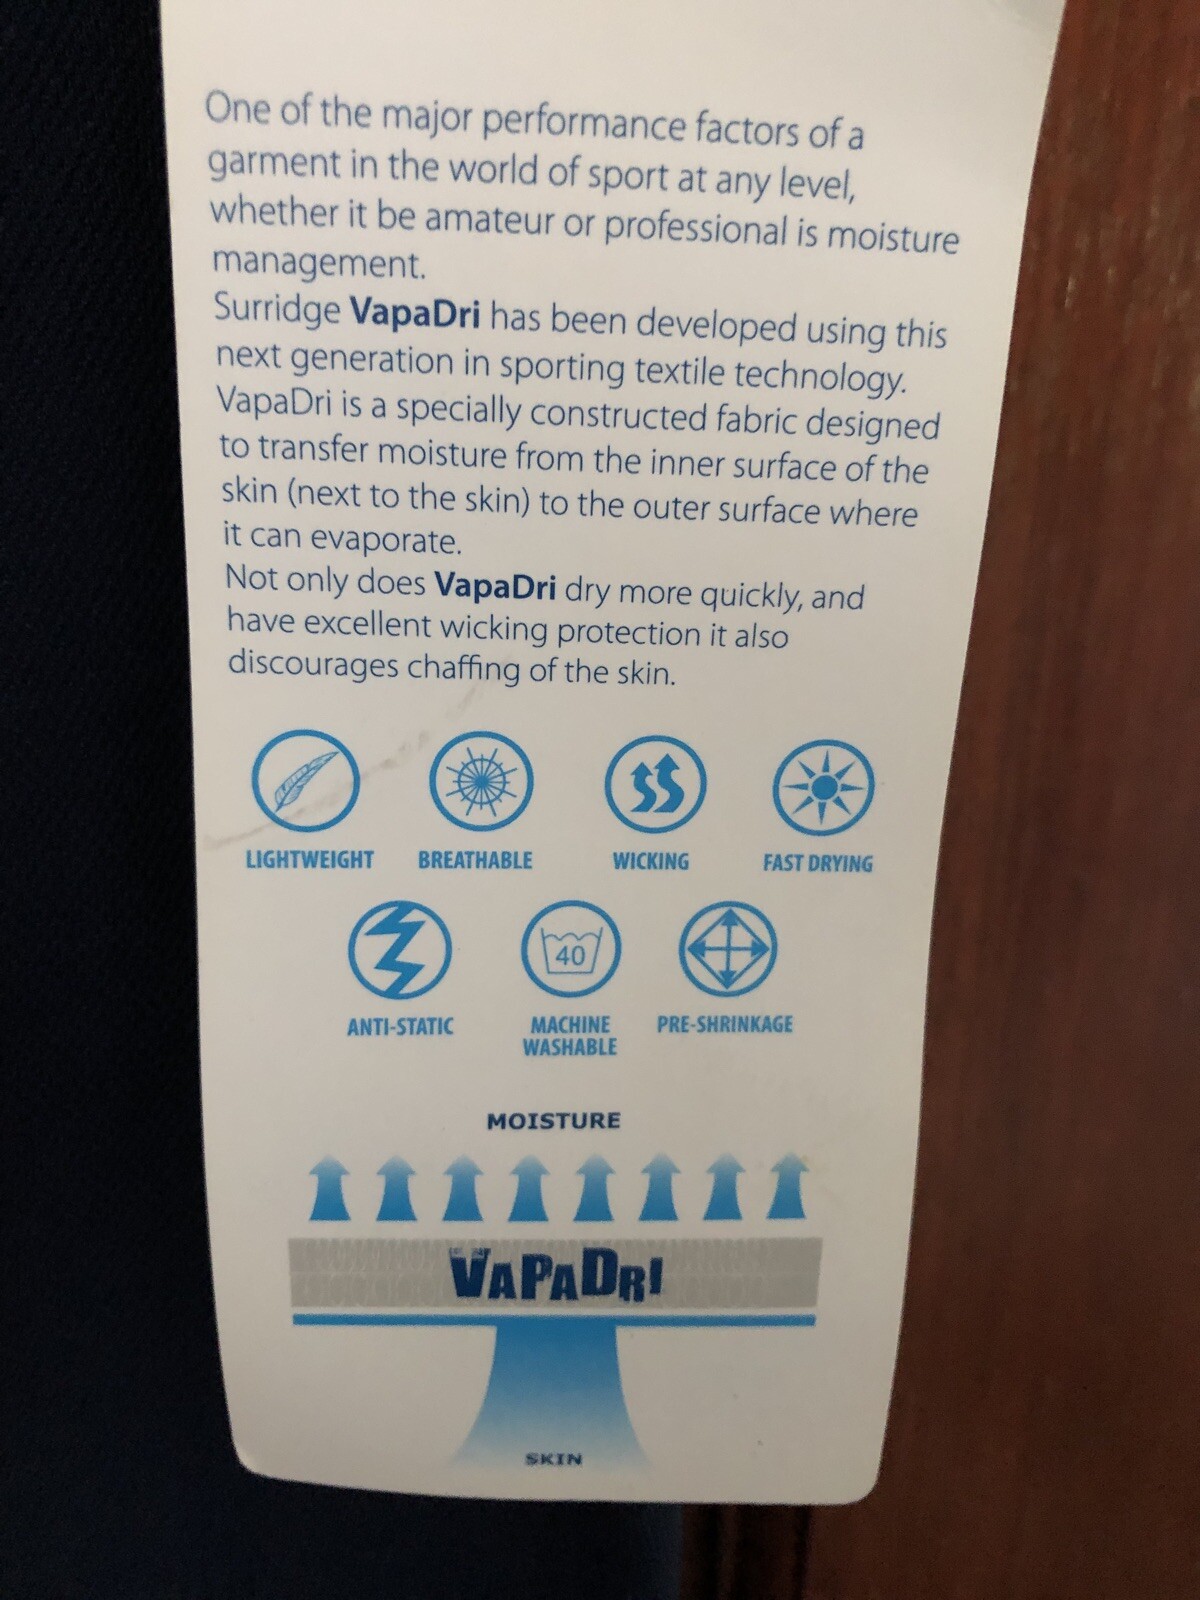 One of the major performance factors of a
garment in the world of sport at any level,
whether it be amateur or professional is moisture
management.
Surridge VapaDri has been developed using this
next generation in sporting textile technology.
VapaDri is a specially constructed fabric designed
to transfer moisture from the inner surface of the
skin (next to the skin) to the outer surface where
it can evaporate.
Not only does VapaDri dry more quickly, and
have excellent wicking protection it also
discourages chaffing of the skin.
LIGHTWEIGHT BREATHABLE WICKING FAST DRYING
40
ANTI-STATIC MACHINE PRE-SHRINKAGE
WASHABLE
MOISTURE
VAPADRI
SKIN